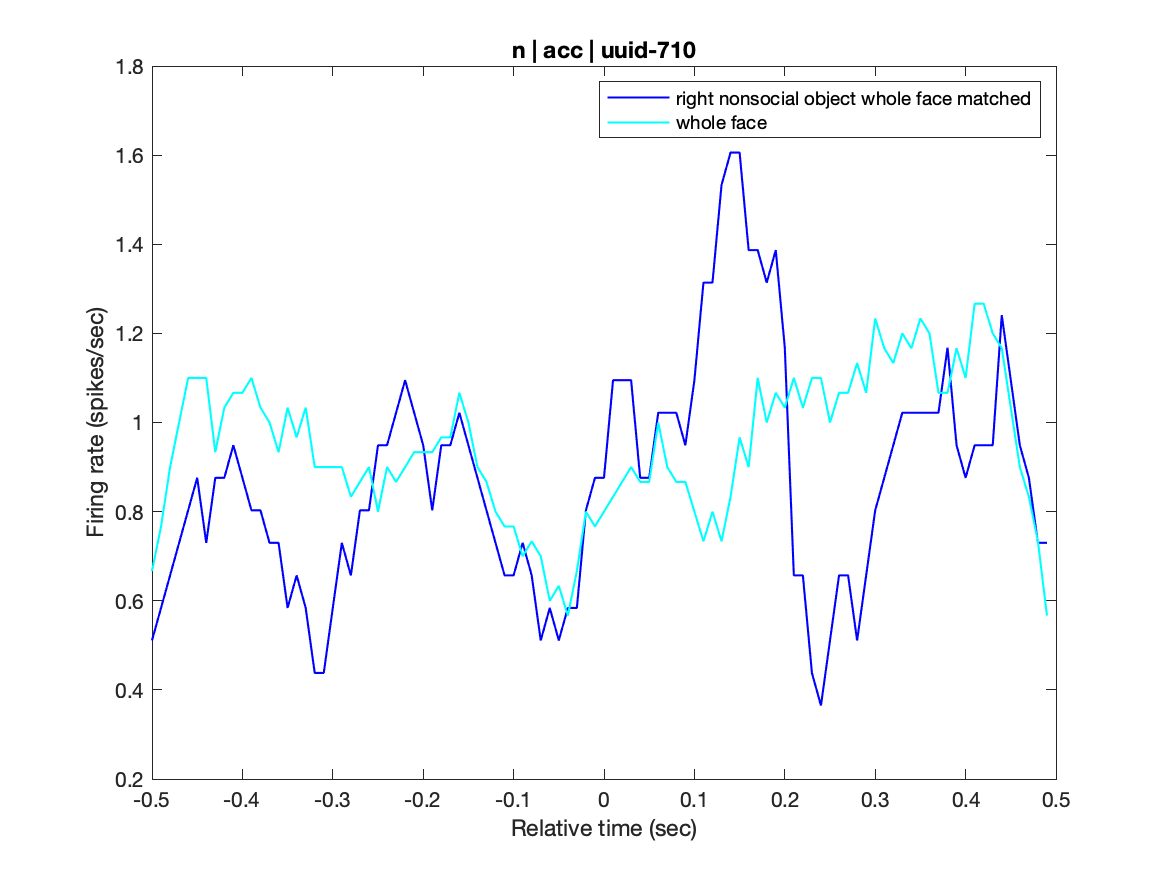 n | acc | uuid-710
right nonsocial object whole face matched
whole face
Firing rate (spikes/sec)
1.8
1.6
1.4
1.2
1
0.8
0.6
0.4
0.2
-0.5 -0.4 -0.3 -0.2 -0.1 0 0.1 0.2 0.3 0.4 0.5
Relative time (sec)